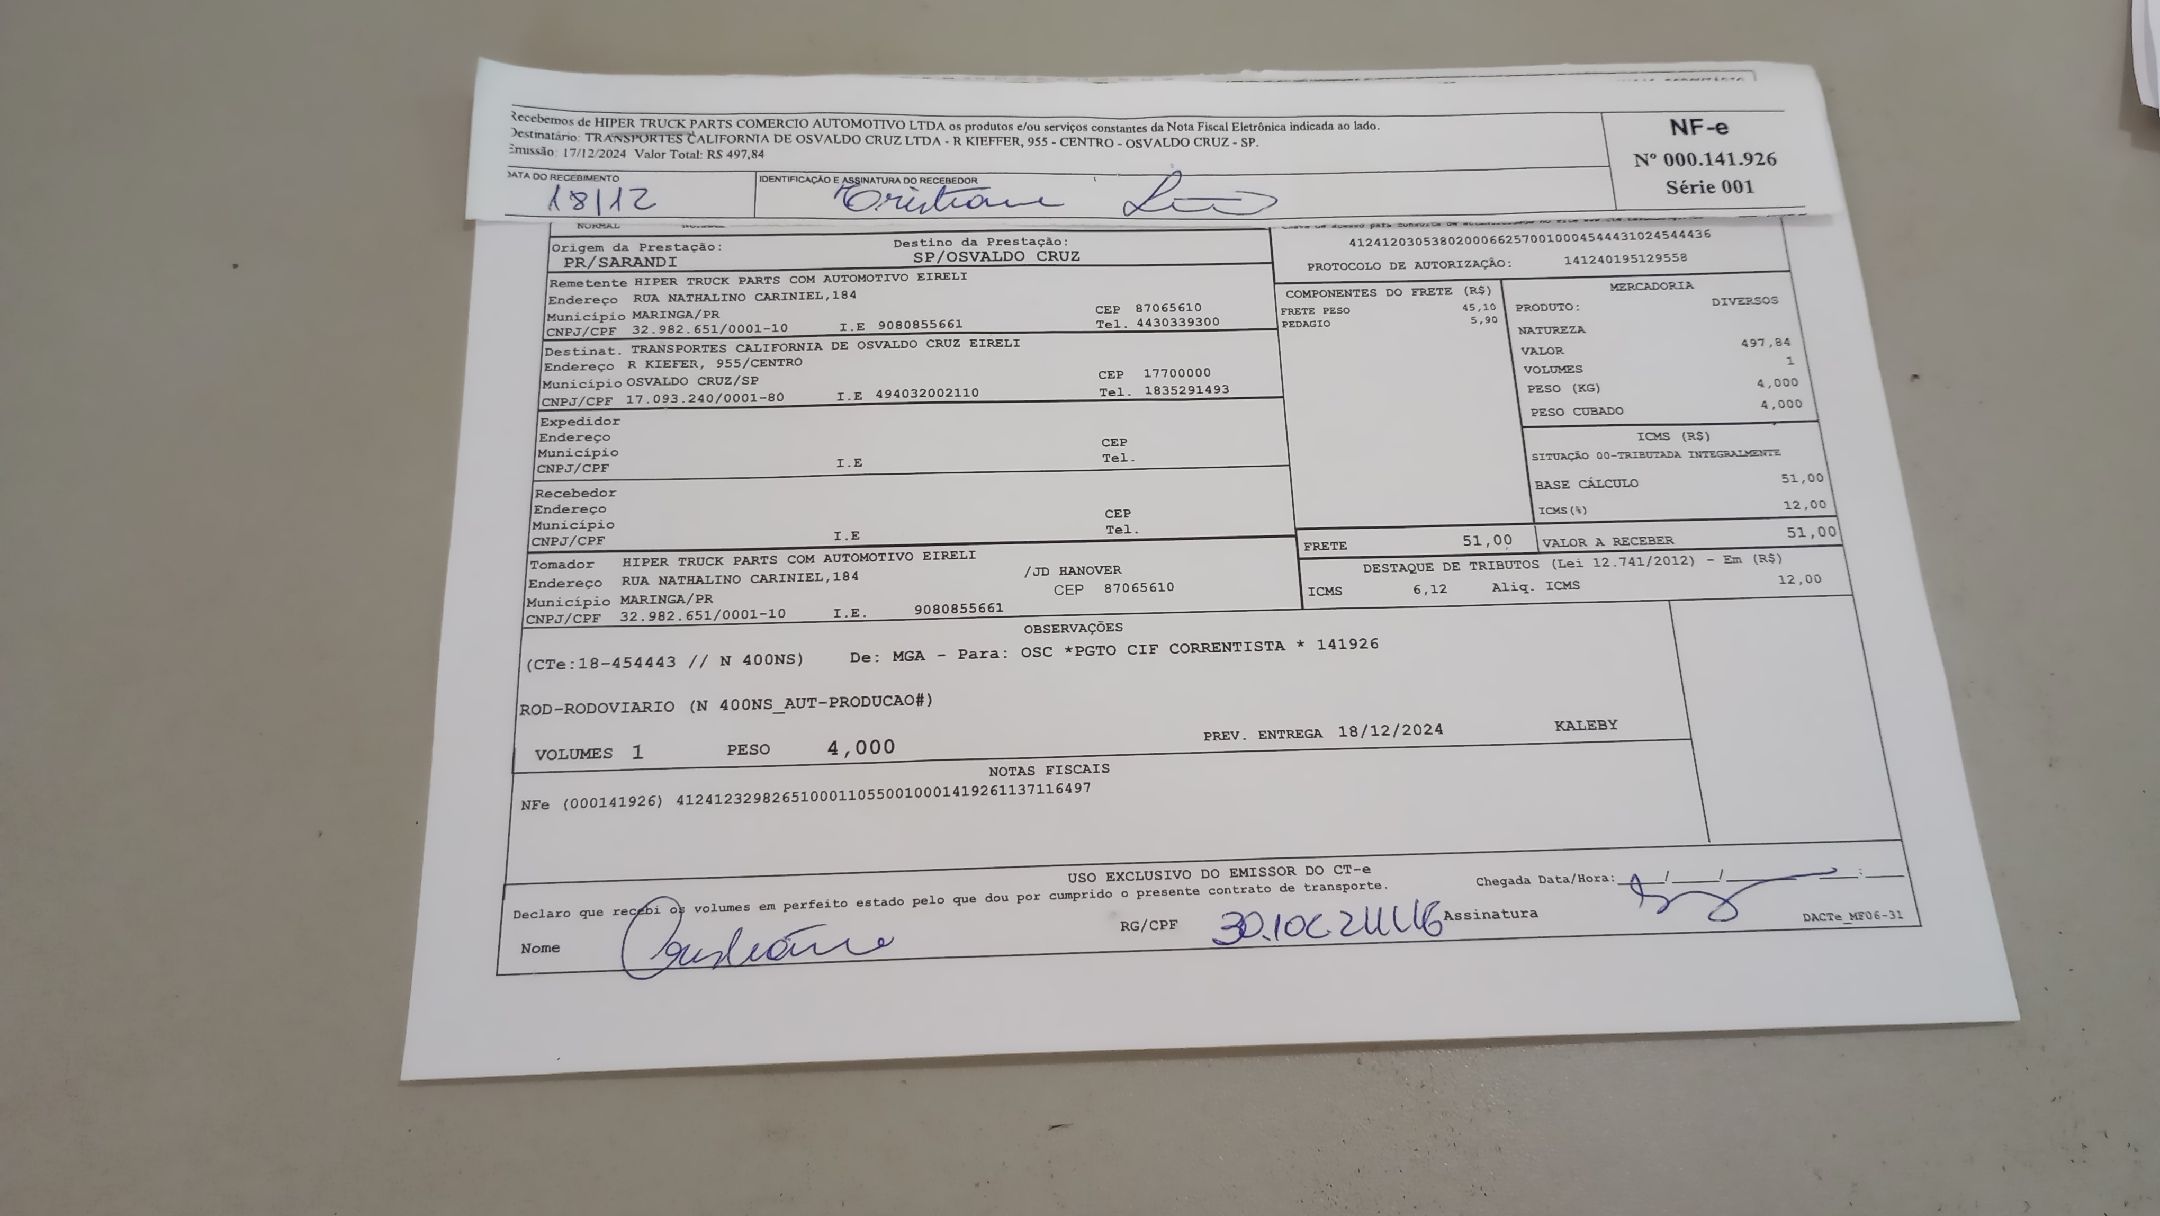 Recebemos de HIPER TRUCK PARTS COMERCIO AUTOMOTIVO LTDA os produtos e/ou serviços constantes da Nota Fiscal Eletrônica indicada ao lado.
Destinatário: TRANSPORTES CALIFORNIA DE OSVALDO CRUZ LTDA - R KIEFFER, 955 - CENTRO - OSVALDO CRUZ - SP.
Emissão: 17/12/2024 Valor Total: R$ 497,84
DATA DO RECEBIMENTO
18/12
IDENTIFICAÇÃO E ASSINATURA DO RECEBEDOR
Cristiane
NF-e
Nº 000.141.926
Série 001
NORMAL
Origem da Prestação:
PR/SARANDI
Destino da Prestação:
SP/OSVALDO CRUZ
41241203053802000662570010004544431024544436
PROTOCOLO DE AUTORIZAÇÃO: 141240195129558
Remetente HIPER TRUCK PARTS COM AUTOMOTIVO EIRELI
Endereço RUA NATHALINO CARINIEL,184
Município MARINGA/PR CEP 87065610
CNPJ/CPF 32.982.651/0001-10 I.E 9080855661 Tel. 4430339300
Destinat. TRANSPORTES CALIFORNIA DE OSVALDO CRUZ EIRELI
Endereço R KIEFER, 955/CENTRO
Município OSVALDO CRUZ/SP CEP 17700000
CNPJ/CPF 17.093.240/0001-80 I.E 494032002110 Tel. 1835291493
Expedidor
Endereço
Município CEP
CNPJ/CPF I.E Tel.
Recebedor
Endereço
Município CEP
CNPJ/CPF I.E Tel.
Tomador HIPER TRUCK PARTS COM AUTOMOTIVO EIRELI
Endereço RUA NATHALINO CARINIEL,184 /JD HANOVER
Município MARINGA/PR CEP 87065610
CNPJ/CPF 32.982.651/0001-10 I.E. 9080855661
COMPONENTES DO FRETE (R$)
FRETE PESO 45,10
PEDAGIO 5,90
MERCADORIA
PRODUTO: DIVERSOS
NATUREZA
VALOR 497,84
VOLUMES 1
PESO (KG) 4,000
PESO CUBADO 4,000
ICMS (R$)
SITUAÇÃO 00-TRIBUTADA INTEGRALMENTE
BASE CÁLCULO 51,00
ICMS(%) 12,00
FRETE 51,00 VALOR A RECEBER 51,00
DESTAQUE DE TRIBUTOS (Lei 12.741/2012) - Em (R$)
ICMS 6,12 Aliq. ICMS 12,00
OBSERVAÇÕES
(CTe:18-454443 // N 400NS) De: MGA - Para: OSC *PGTO CIF CORRENTISTA * 141926
ROD-RODOVIARIO (N 400NS_AUT-PRODUCAO#)
VOLUMES 1 PESO 4,000 PREV. ENTREGA 18/12/2024 KALEBY
NOTAS FISCAIS
NFe (000141926) 41241232982651000110550010001419261137116497
USO EXCLUSIVO DO EMISSOR DO CT-e
Declaro que recebi os volumes em perfeito estado pelo que dou por cumprido o presente contrato de transporte.
Chegada Data/Hora: / / :
Nome Cristiane RG/CPF Assinatura
DACTe_MF06-31